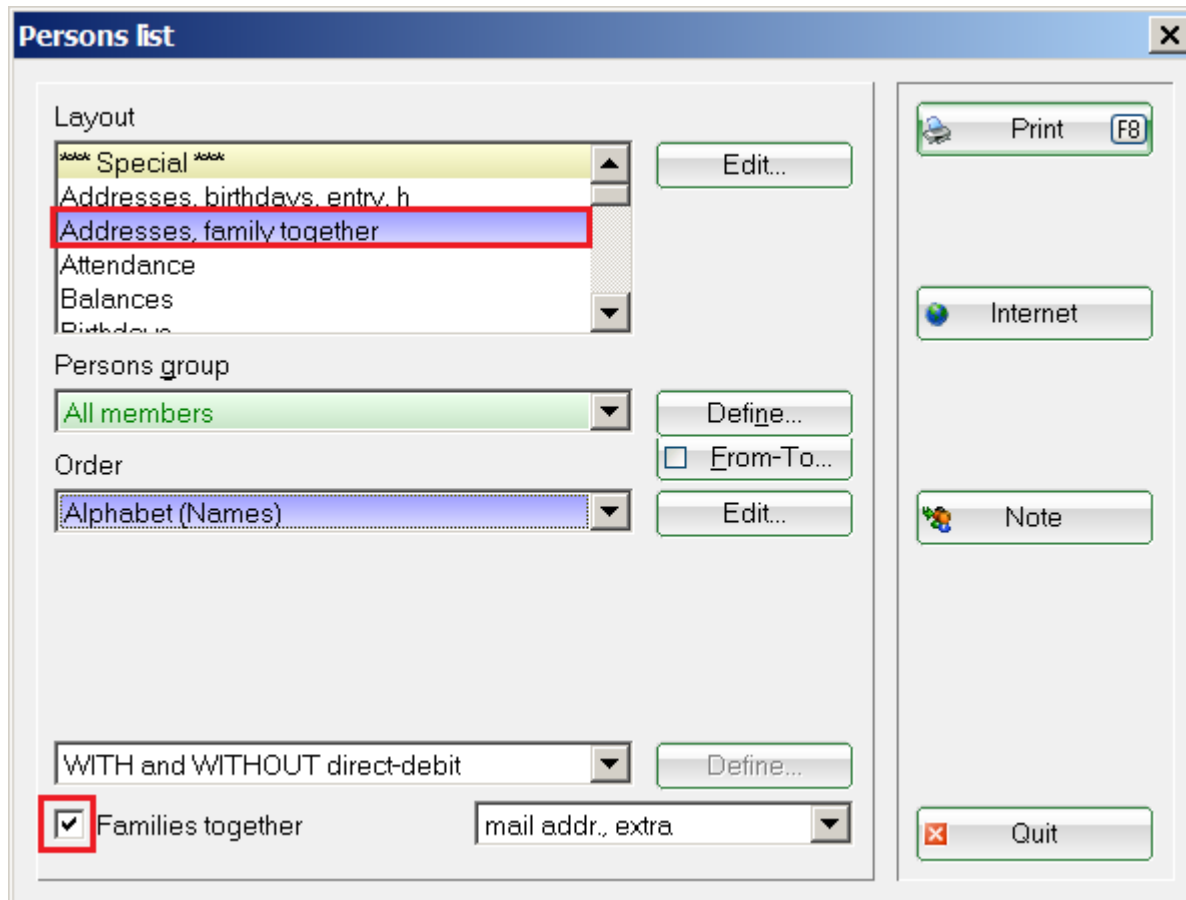 Persons list
Layout
*** Special ***
Edit...
Addresses, birthdays, entry, h
Addresses, family together
Attendance
Balances
Birthdays
Persons group
All members
Define...
From-To...
Order
Alphabet (Names)
Edit...
WITH and WITHOUT direct-debit
Define...
Families together
mail addr., extra
Print
F8
Internet
Note
Quit